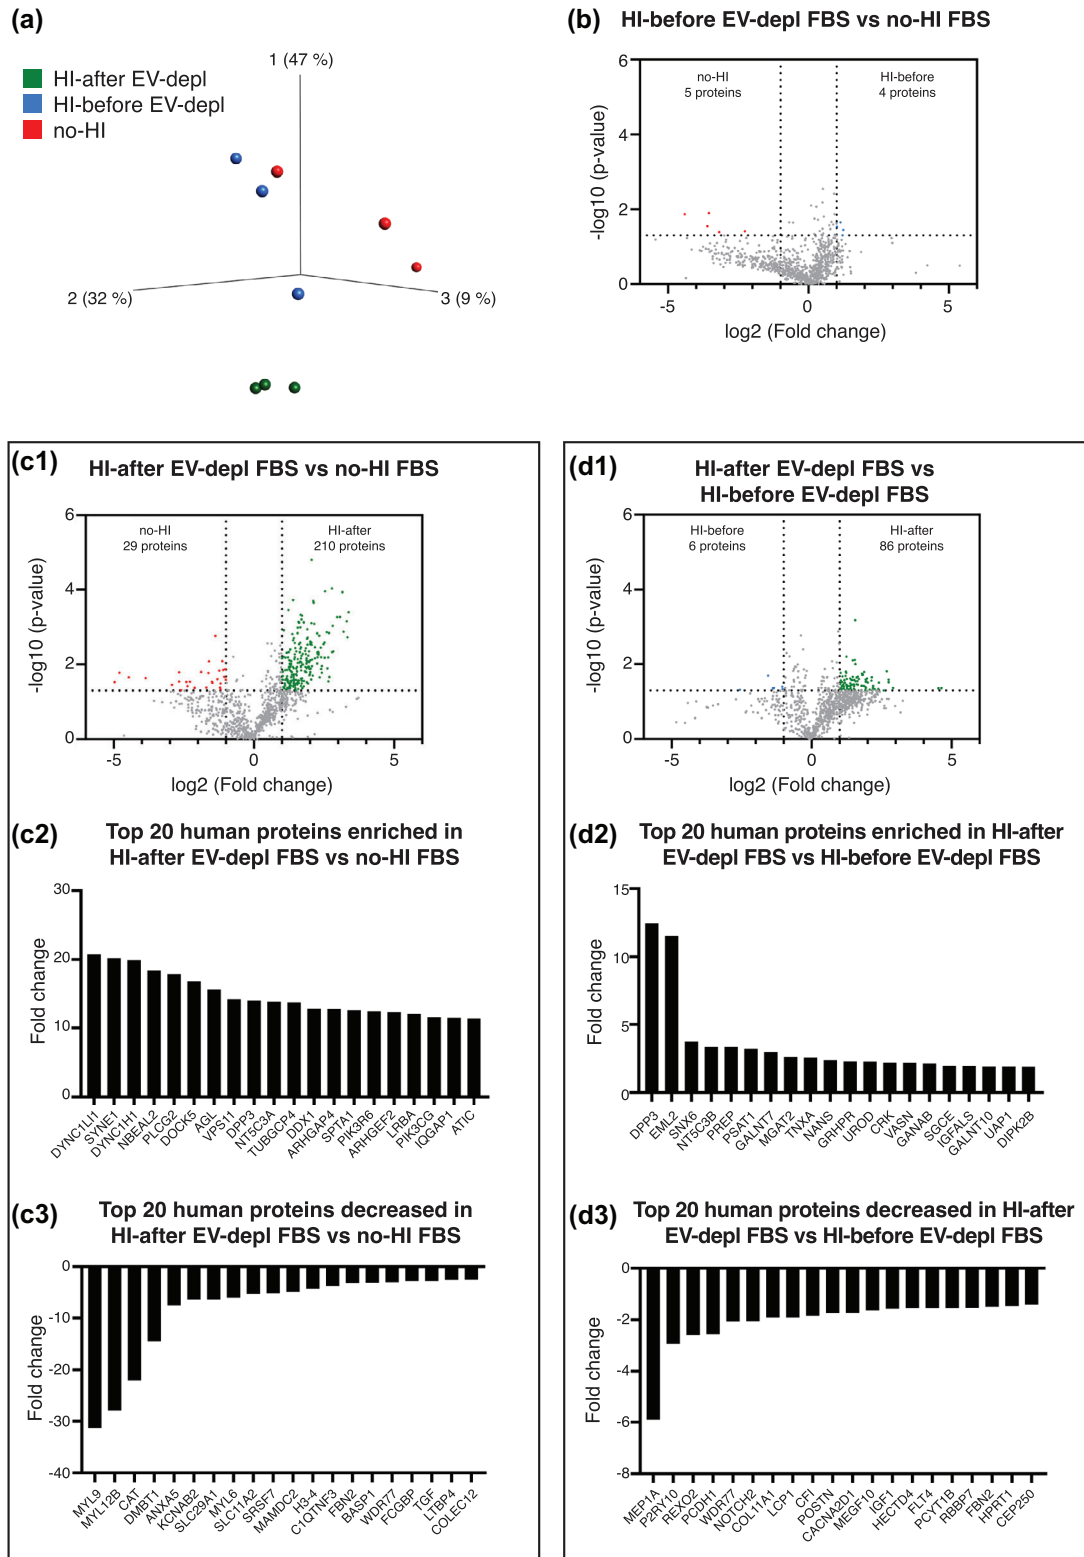 (a)
HI-after EV-depl
HI-before EV-depl
no-HI
1 (47 %)
2 (32 %)
3 (9 %)
(b)
HI-before EV-depl FBS vs no-HI FBS
no-HI
5 proteins
HI-before
4 proteins
6
4
2
0
-log10 (p-value)
-5
0
5
log2 (Fold change)
(c1)
HI-after EV-depl FBS vs no-HI FBS
no-HI
29 proteins
HI-after
210 proteins
6
4
2
0
-log10 (p-value)
-5
0
5
log2 (Fold change)
(c2)
Top 20 human proteins enriched in
HI-after EV-depl FBS vs no-HI FBS
30
20
10
0
Fold change
DYNC1LI1
SYNE1
DYNC1H1
NBEAL2
PLCG2
DOCK5
AGL
VPS11
DPP3
NT5C3A
TUBGCP4
DDX1
ARHGAP4
SPTA1
PIK3R6
ARHGEF2
LRBA
PIK3CG
IQGAP1
ATIC
(c3)
Top 20 human proteins decreased in
HI-after EV-depl FBS vs no-HI FBS
0
-10
-20
-30
-40
Fold change
MYL9
MYL12B
CAT
DMBT1
ANXA5
KCNAB2
SLC29A1
MYL6
SLC11A2
SRSF7
MAMDC2
H3-4
C1QTNF3
FBN2
BASP1
WDR77
FCGBP
TGF
LTBP4
COLEC12
(d1)
HI-after EV-depl FBS vs
HI-before EV-depl FBS
HI-before
6 proteins
HI-after
86 proteins
6
4
2
0
-log10 (p-value)
-5
0
5
log2 (Fold change)
(d2)
Top 20 human proteins enriched in HI-after
EV-depl FBS vs HI-before EV-depl FBS
15
10
5
0
Fold change
DPP3
EML2
SNX6
NT5C3B
PREP
PSAT1
GALNT7
MGAT2
TNXA
NANS
GRHPR
UROD
CRK
VASN
GANAB
SGCE
IGFALS
GALNT10
UAP1
DIPK2B
(d3)
Top 20 human proteins decreased in HI-after
EV-depl FBS vs HI-before EV-depl FBS
0
-2
-4
-6
-8
Fold change
MEP1A
P2RY10
REXO2
PCDH1
WDR77
NOTCH2
COL11A1
LCP1
CFI
POSTN
CACNA2D1
MEGF10
IGF1
HECTD4
FLT4
PCYT1B
RBBP7
FBN2
HPRT1
CEP250